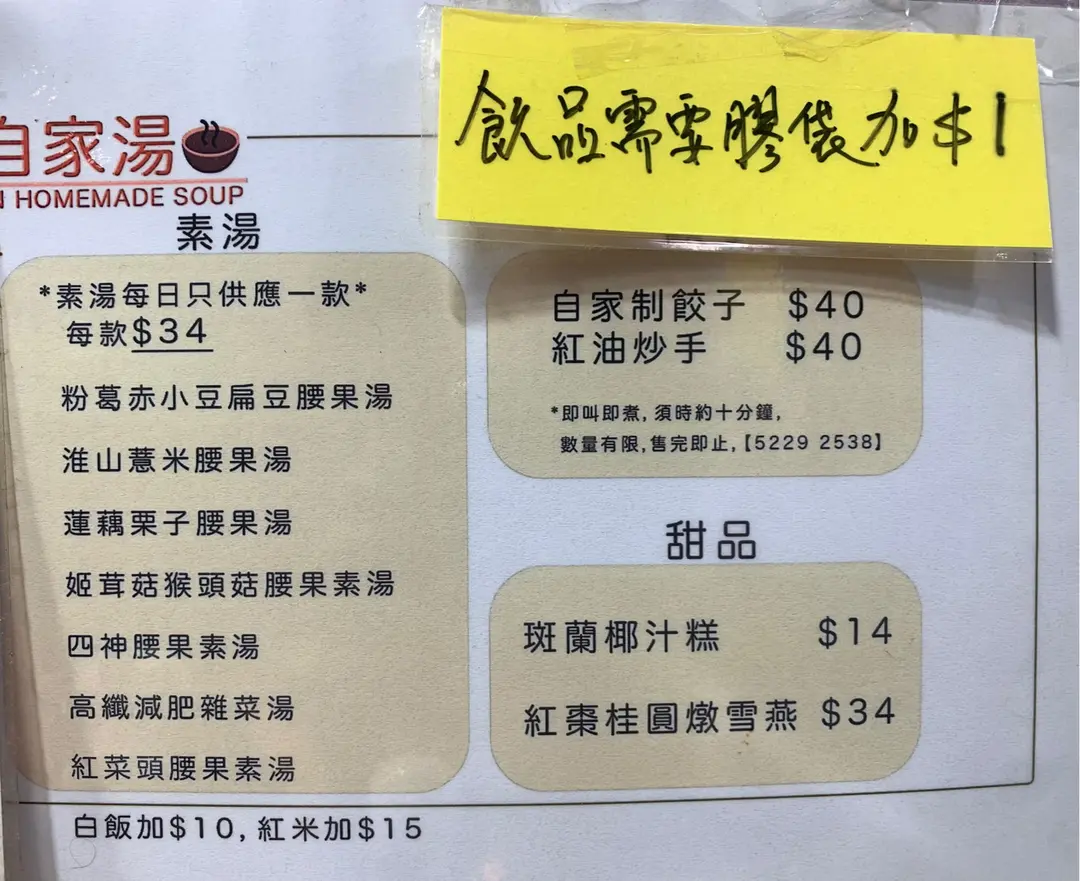 飲品需要膠袋加$1
自家湯
HOMEMADE SOUP
素湯
*素湯每日只供應一款*
每款$34
粉葛赤小豆扁豆腰果湯
淮山薏米腰果湯
蓮藕栗子腰果湯
姬茸菇猴頭菇腰果素湯
四神腰果素湯
高纖減肥雜菜湯
紅菜頭腰果素湯
自家制餃子 $40
紅油炒手 $40
*即叫即煮,須時約十分鐘,
數量有限,售完即止,【5229 2538】
甜品
斑蘭椰汁糕 $14
紅棗桂圓燉雪燕 $34
白飯加$10,紅米加$15